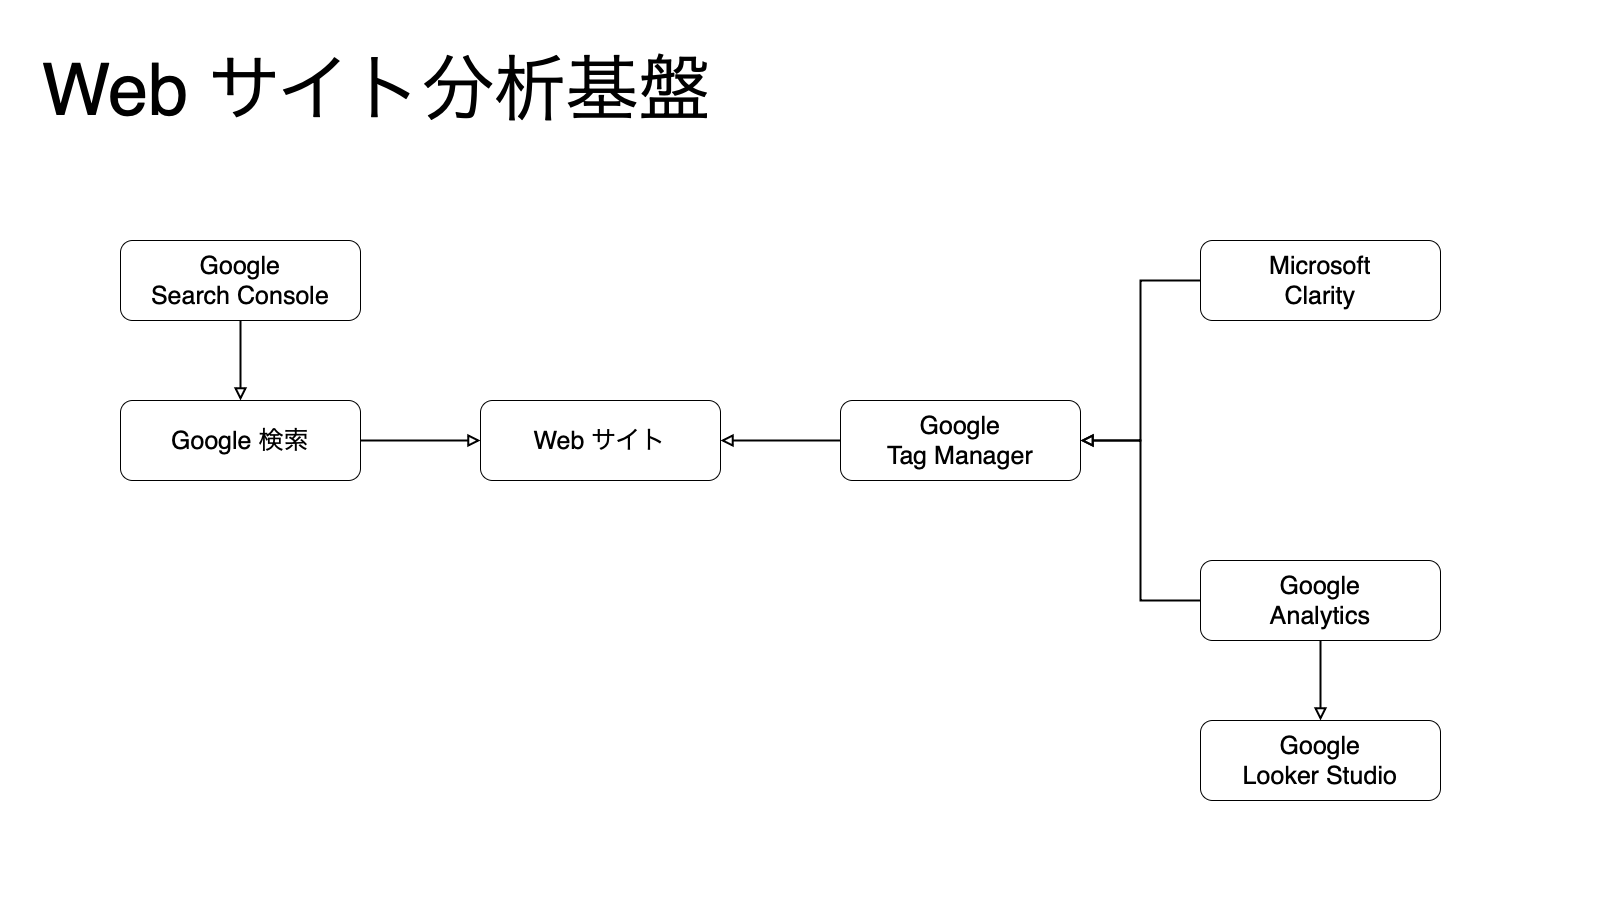 Web サイト分析基盤
Google
Search Console
Microsoft
Clarity
Google 検索
Web サイト
Google
Tag Manager
Google
Analytics
Google
Looker Studio